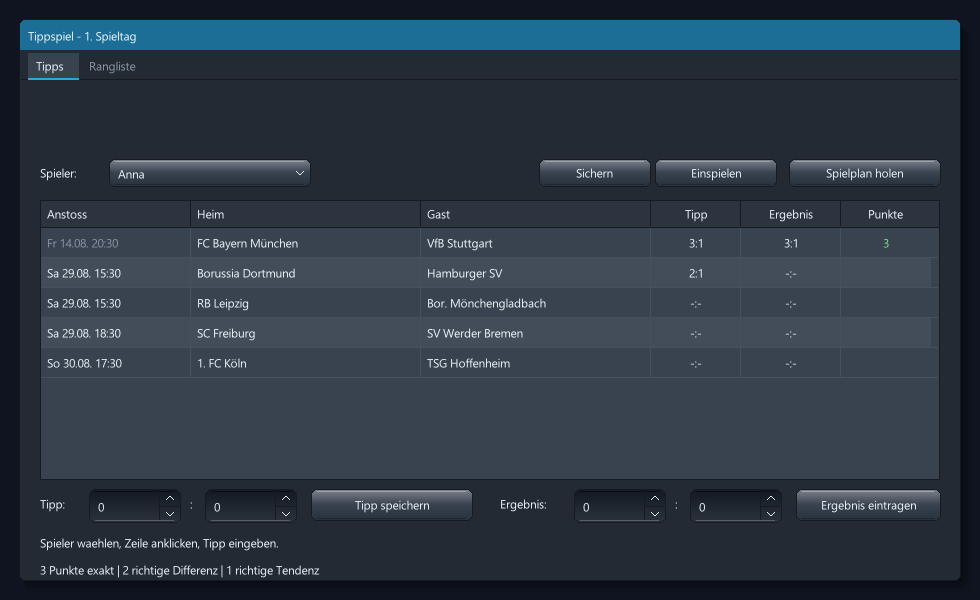 Tippspiel - 1. Spieltag
Tipps Rangliste
Spieler: Anna Sichern Einspielen Spielplan holen
Anstoss Heim Gast Tipp Ergebnis Punkte
Fr 14.08. 20:30 FC Bayern München VfB Stuttgart 3:1 3:1 3
Sa 29.08. 15:30 Borussia Dortmund Hamburger SV 2:1 -:-
Sa 29.08. 15:30 RB Leipzig Bor. Mönchengladbach -:- -:-
Sa 29.08. 18:30 SC Freiburg SV Werder Bremen -:- -:-
So 30.08. 17:30 1. FC Köln TSG Hoffenheim -:- -:-
Tipp: 0 : 0 Tipp speichern Ergebnis: 0 : 0 Ergebnis eintragen
Spieler waehlen, Zeile anklicken, Tipp eingeben.
3 Punkte exakt | 2 richtige Differenz | 1 richtige Tendenz